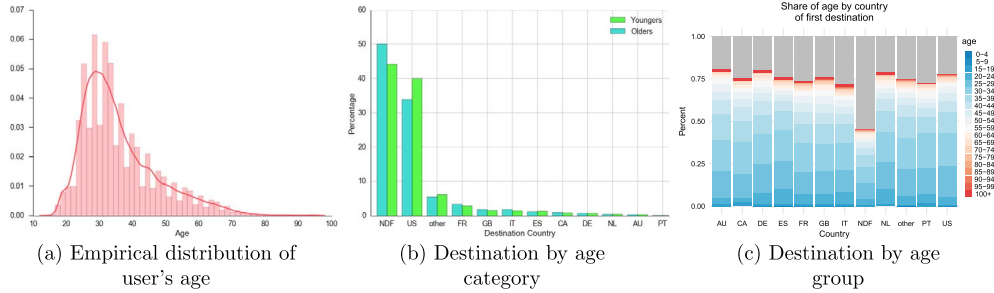 0.07
0.06
0.05
0.04
0.03
0.02
0.01
0.00
10 20 30 40 50 60 70 80 90 100
Age
(a) Empirical distribution of
user's age
60
50
40
30
20
10
0
Percentage
Youngers
Olders
NDF US other FR GB IT ES CA DE NL AU PT
Destination Country
(b) Destination by age
category
Share of age by country
of first destination
1.00
0.75
0.50
0.25
0.00
Percent
AU CA DE ES FR GB IT NDF NL other PT US
Country
age
0−4
5−9
15−19
20−24
25−29
30−34
35−39
40−44
45−49
50−54
55−59
60−64
65−69
70−74
75−79
80−84
85−89
90−94
95−99
100+
(c) Destination by age
group